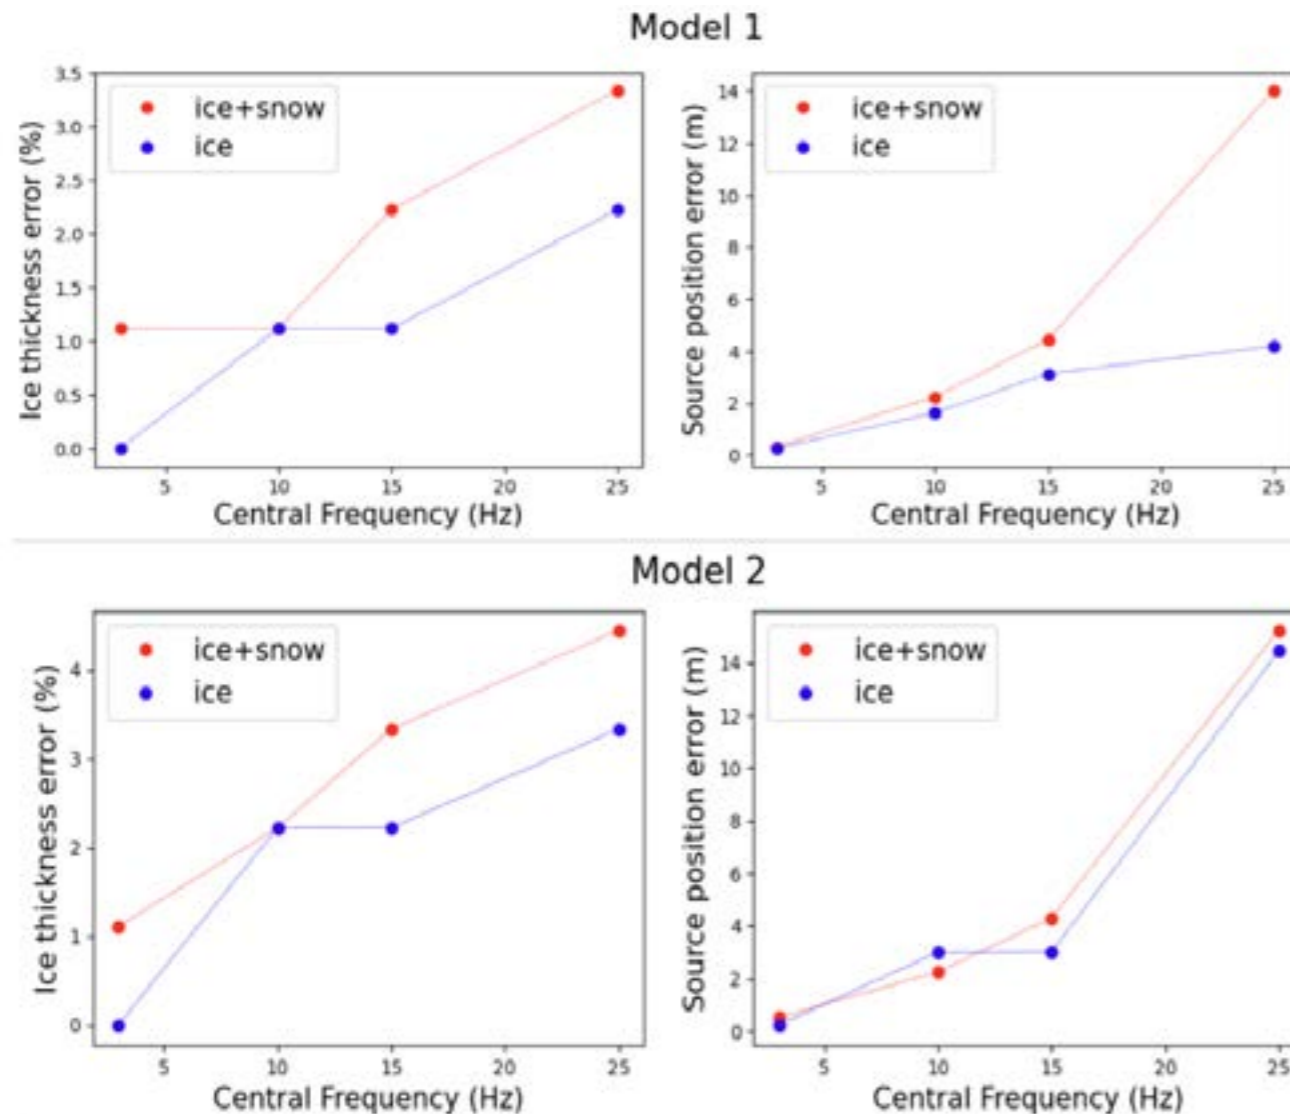 Model 1
Ice thickness error (%)
3.5
3.0
2.5
2.0
1.5
1.0
0.5
0.0
ice+snow
ice
5
10
15
20
25
Central Frequency (Hz)
Source position error (m)
14
12
10
8
6
4
2
0
ice+snow
ice
5
10
15
20
25
Central Frequency (Hz)
Model 2
Ice thickness error (%)
4
3
2
1
0
ice+snow
ice
5
10
15
20
25
Central Frequency (Hz)
Source position error (m)
14
12
10
8
6
4
2
0
ice+snow
ice
5
10
15
20
25
Central Frequency (Hz)